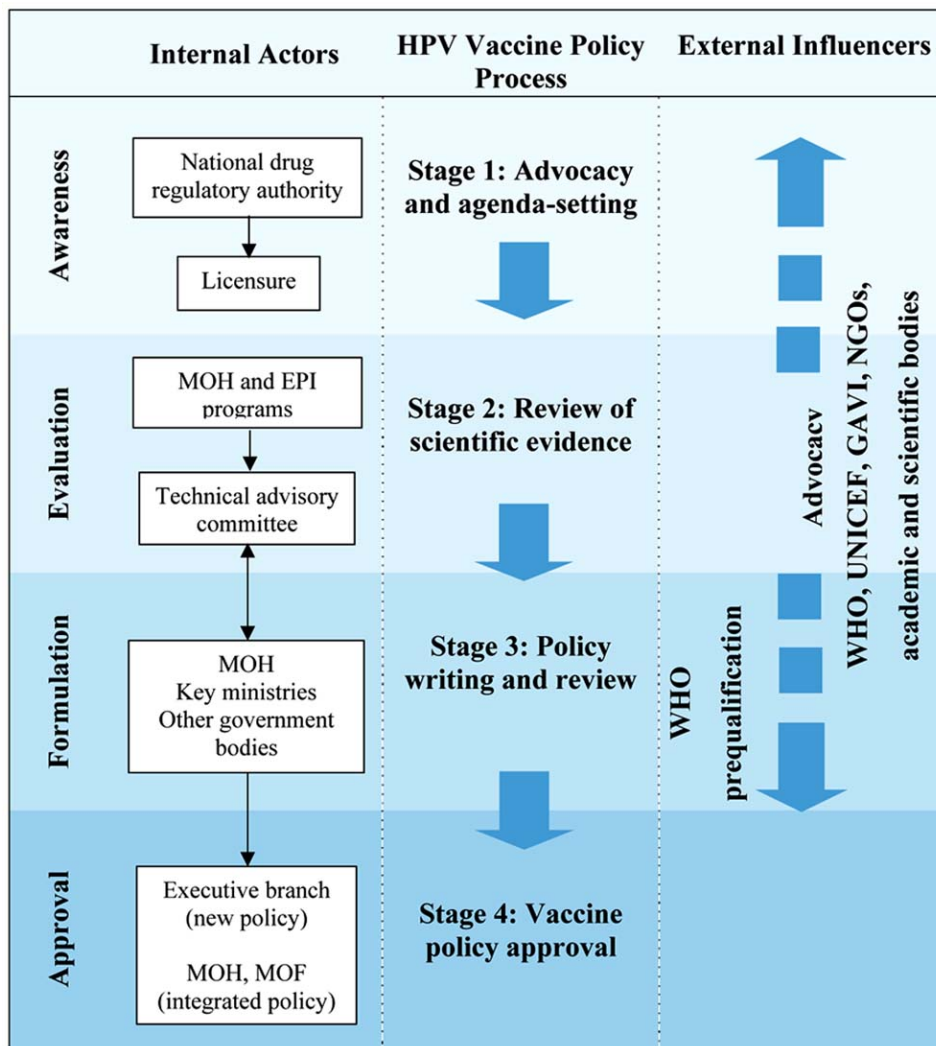 Internal Actors
HPV Vaccine Policy
Process
External Influencers
Awareness
National drug
regulatory authority
Licensure
Stage 1: Advocacy
and agenda-setting
Evaluation
MOH and EPI
programs
Technical advisory
committee
Stage 2: Review of
scientific evidence
Formulation
MOH
Key ministries
Other government
bodies
Stage 3: Policy
writing and review
Approval
Executive branch
(new policy)
MOH, MOF
(integrated policy)
Stage 4: Vaccine
policy approval
WHO
prequalification
Advocacy
WHO, UNICEF, GAVI, NGOs,
academic and scientific bodies